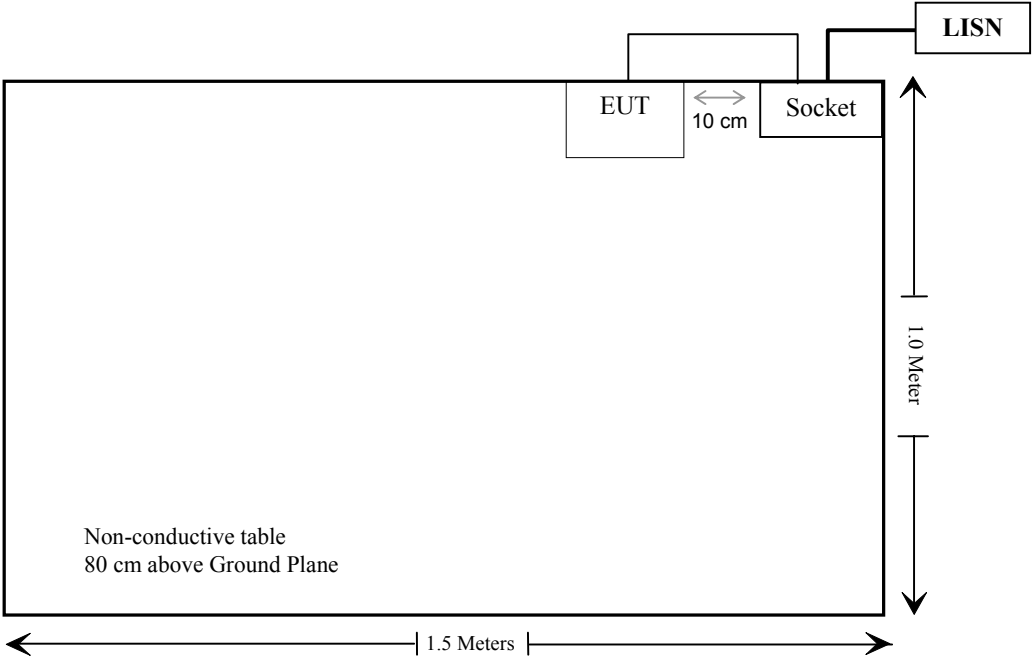 LISN
EUT
Socket
10 cm
1.0 Meter
Non-conductive table
80 cm above Ground Plane
1.5 Meters